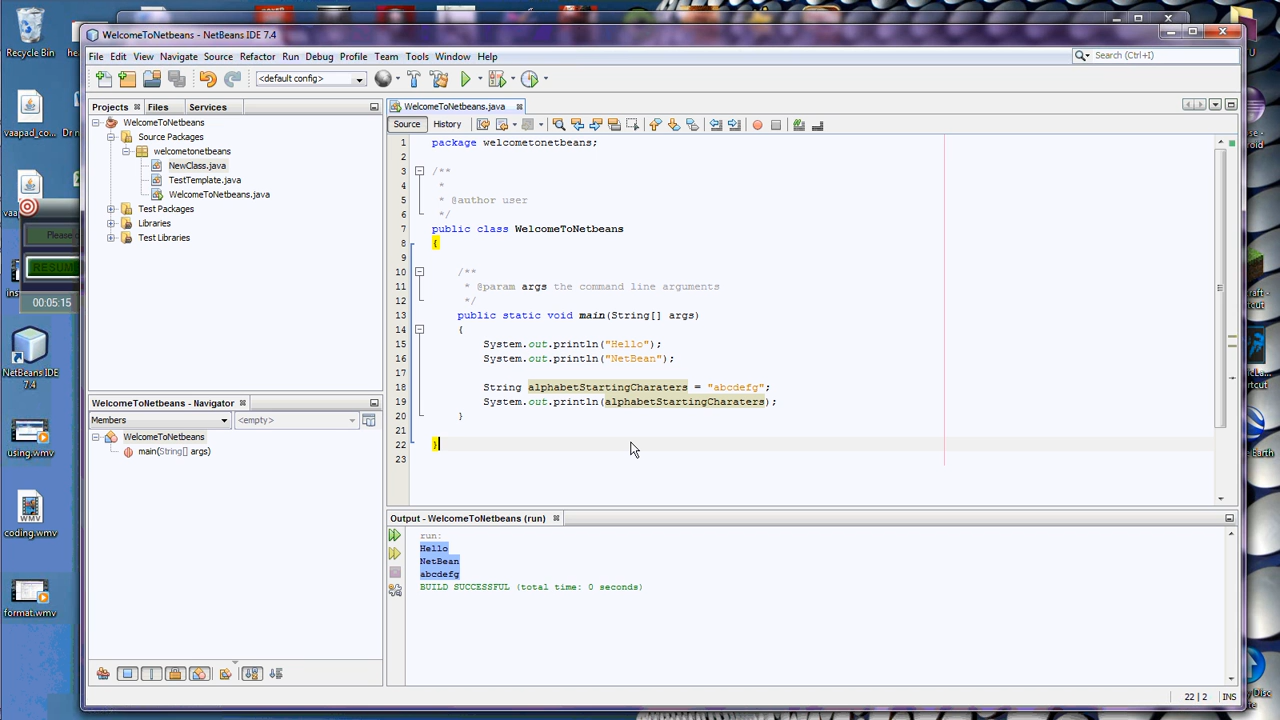 Recycle Bin
WelcomeToNetbeans - NetBeans IDE 7.4
File Edit View Navigate Source Refactor Run Debug Profile Team Tools Window Help
Search (Ctrl+I)
<default config>
Projects Files Services
WelcomeToNetbeans
Source Packages
welcometonetbeans
NewClass.java
TestTemplate.java
WelcomeToNetbeans.java
Test Packages
Libraries
Test Libraries
WelcomeToNetbeans - Navigator
Members
<empty>
WelcomeToNetbeans
main(String[] args)
WelcomeToNetbeans.java
Source History
1 package welcometonetbeans;
2
3 /**
4 *
5 * @author user
6 */
7 public class WelcomeToNetbeans
8 {
9
10 /**
11 * @param args the command line arguments
12 */
13 public static void main(String[] args)
14 {
15 System.out.println("Hello");
16 System.out.println("NetBean");
17
18 String alphabetStartingCharaters = "abcdefg";
19 System.out.println(alphabetStartingCharaters);
20 }
21
22 }
23
Output - WelcomeToNetbeans (run)
run:
Hello
NetBean
abcdefg
BUILD SUCCESSFUL (total time: 0 seconds)
22 | 2 INS
vaapad_co...
Please
RESUME
00:05:15
NetBeans IDE
7.4
using.wmv
coding.wmv
format.wmv